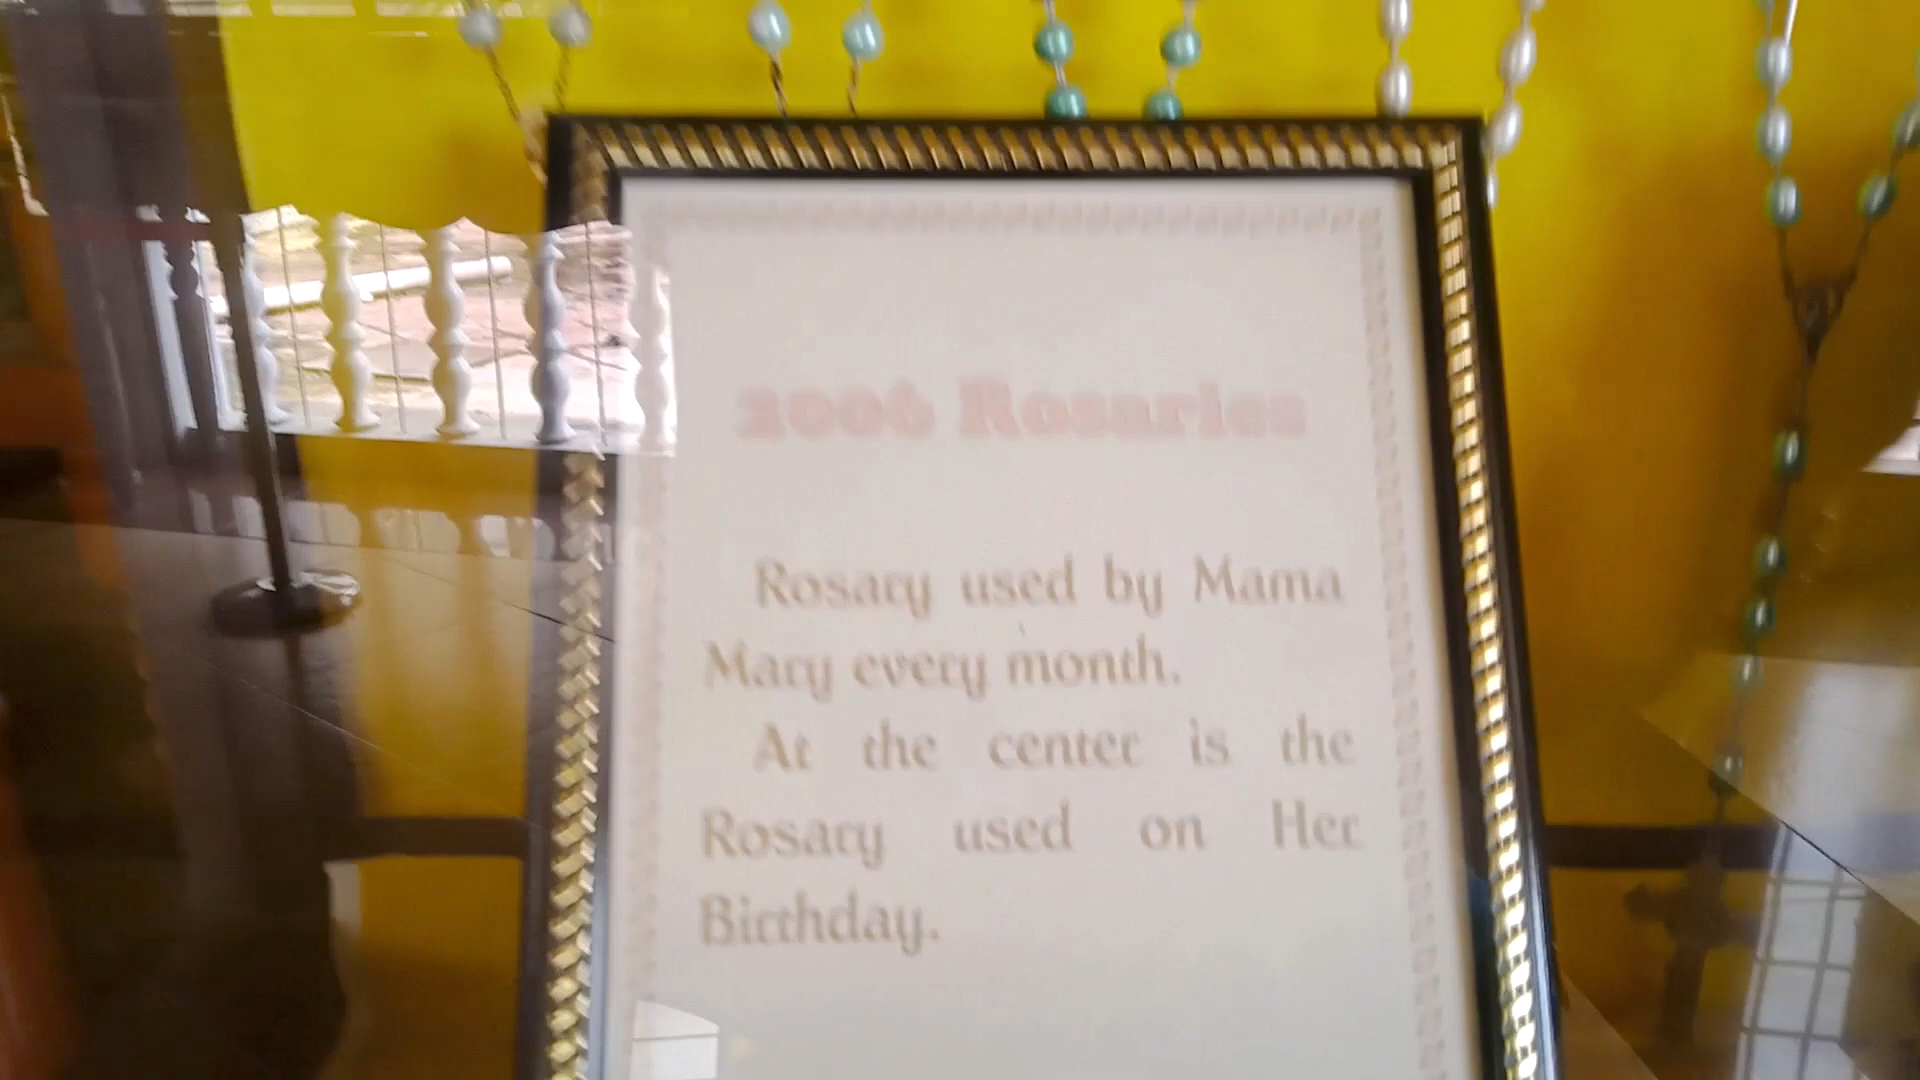 2006 Rosaries
Rosary used by Mama
Mary every month.
At the center is the
Rosary used on Her
Birthday.